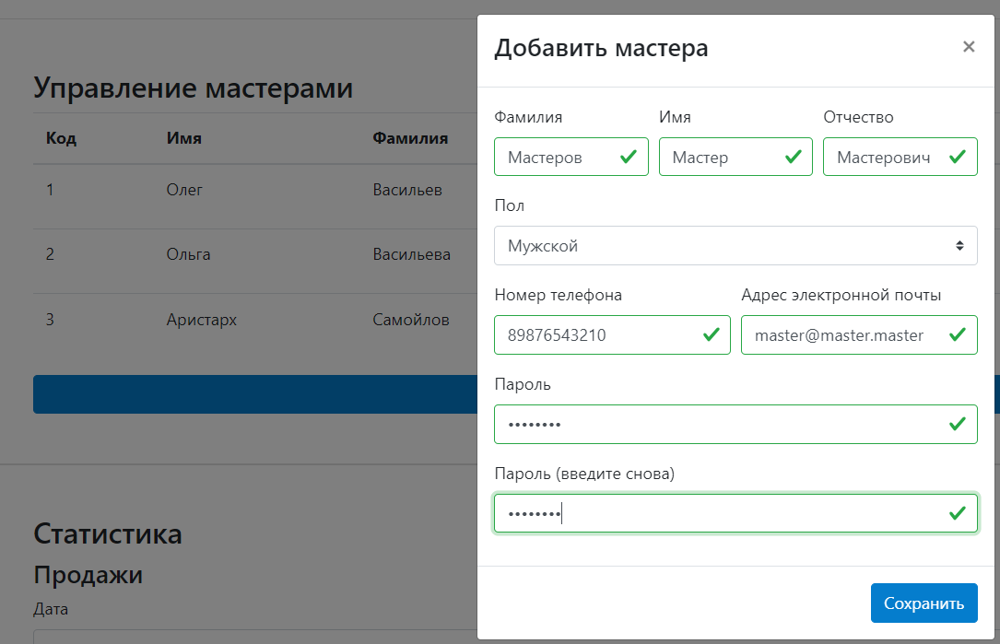 Управление мастерами
Код Имя Фамилия
1 Олег Васильев
2 Ольга Васильева
3 Аристарх Самойлов
Статистика
Продажи
Дата
Добавить мастера ×
Фамилия Имя Отчество
Мастеров Мастер Мастерович
Пол
Мужской
Номер телефона Адрес электронной почты
89876543210 master@master.master
Пароль
••••••••
Пароль (введите снова)
••••••••
Сохранить